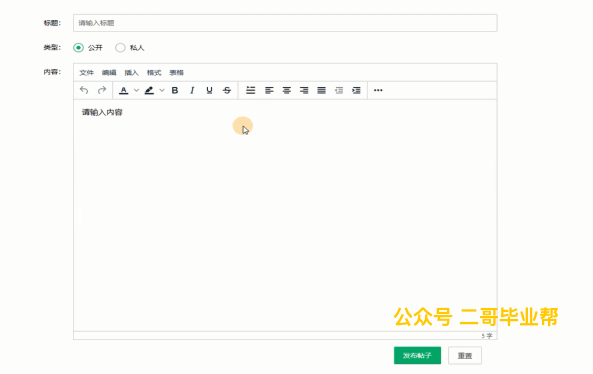 标题： 请输入标题
类型： 公开 私人
内容： 文件 编辑 插入 格式 表格
A B I U S
请输入内容
公众号 二哥毕业帮
5 字
发布帖子 重置